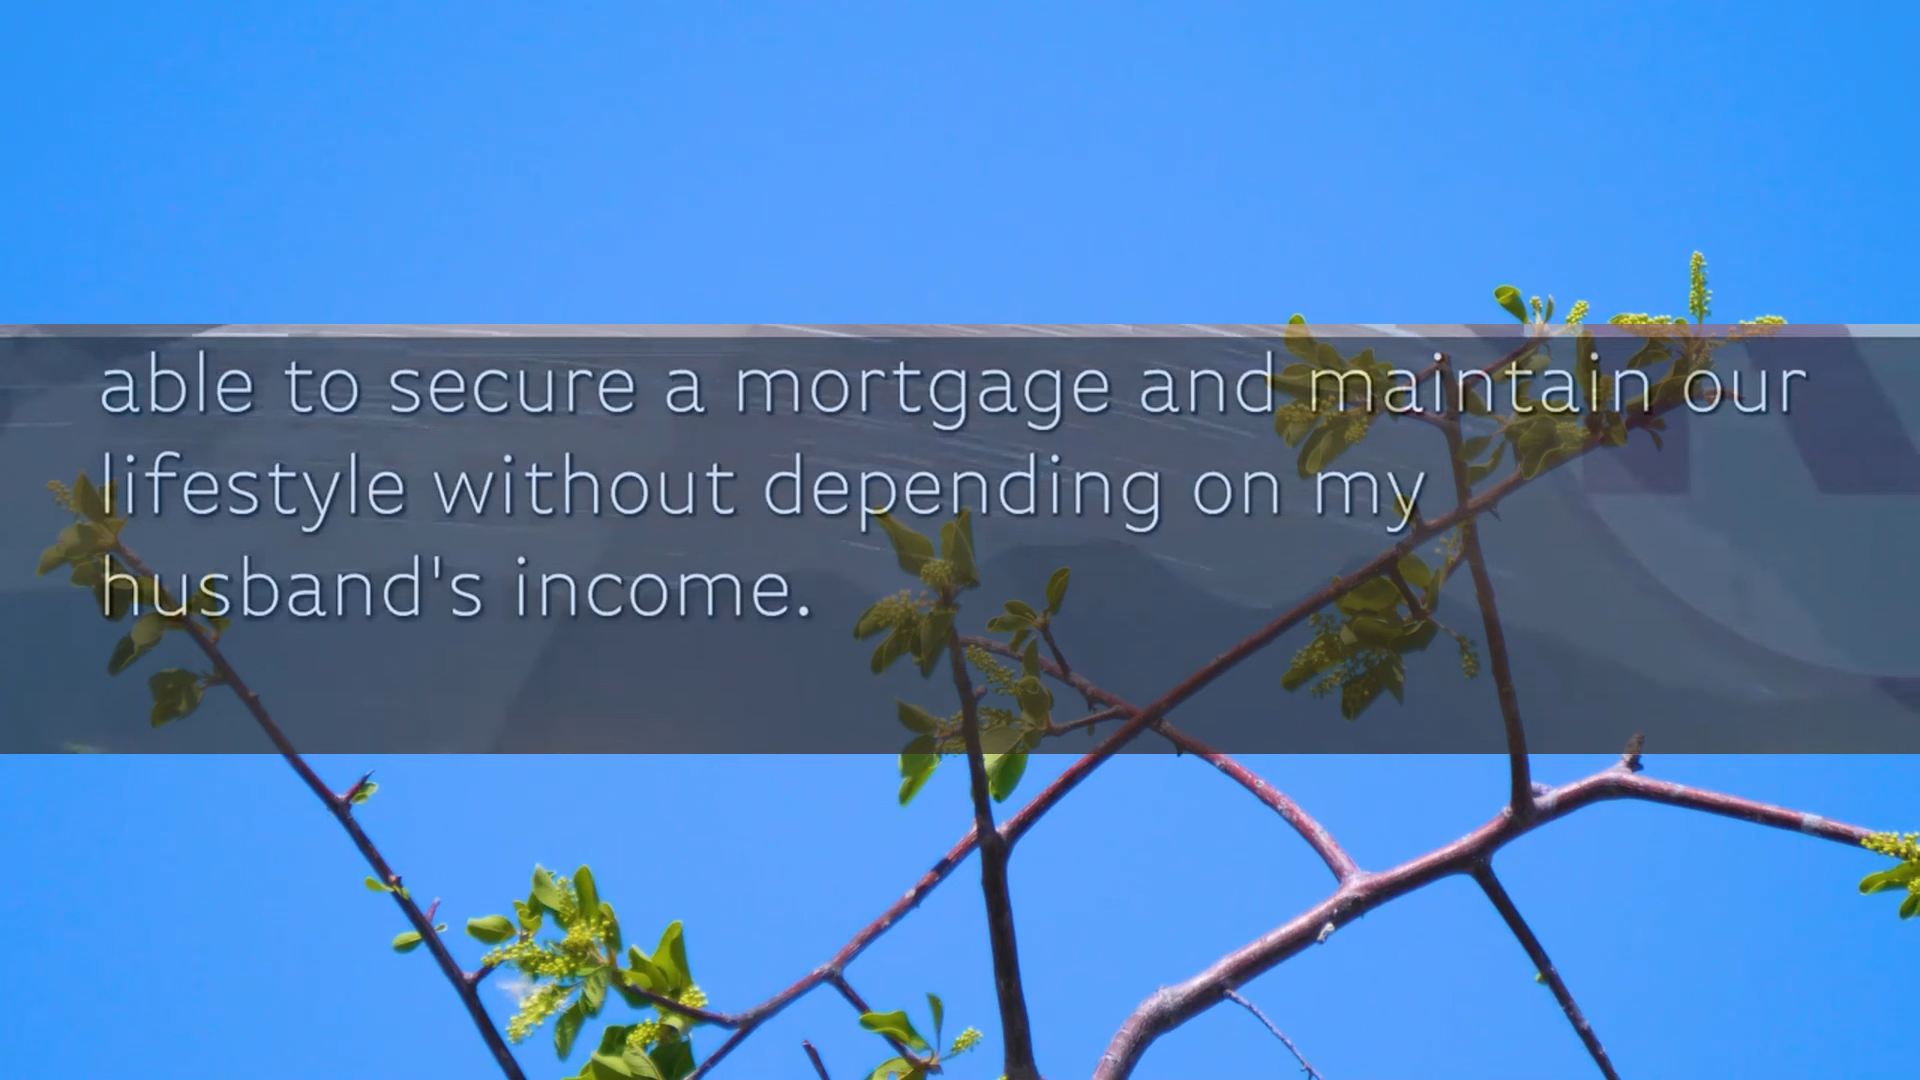 able to secure a mortgage and maintain our
lifestyle without depending on my
husband's income.